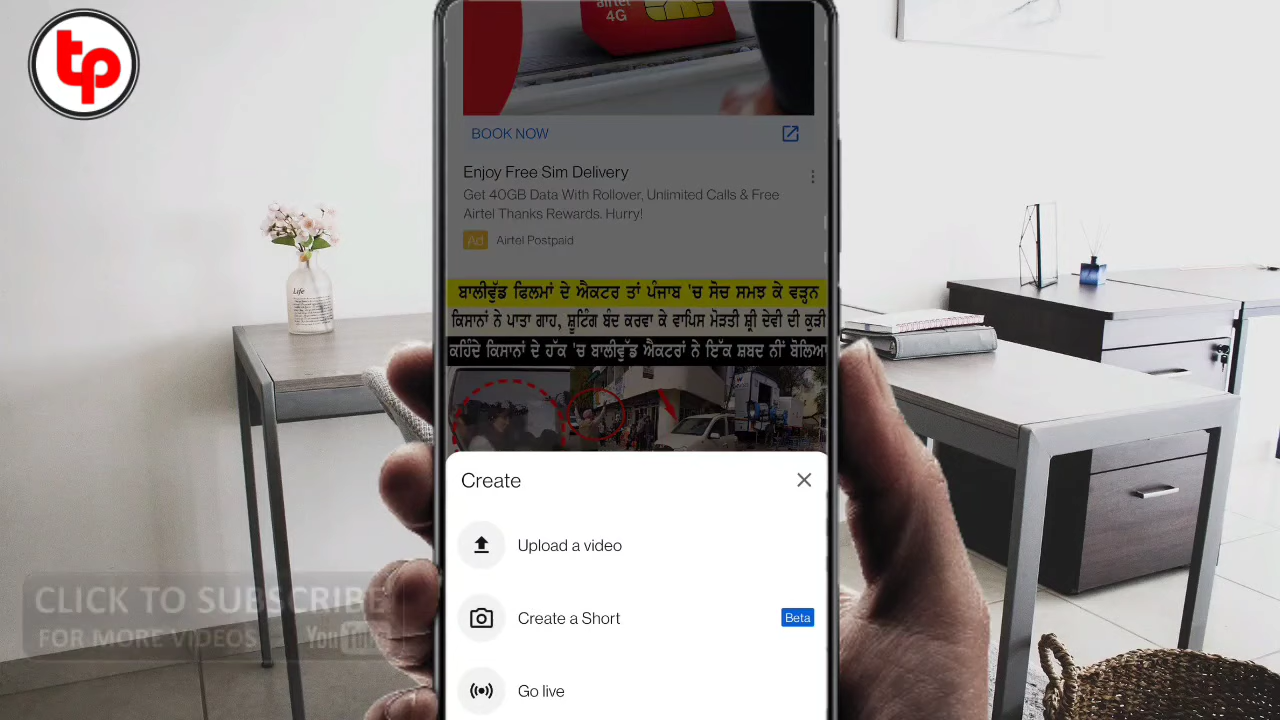 tp
airtel
4G
BOOK NOW
Enjoy Free Sim Delivery
Get 40GB Data With Rollover, Unlimited Calls & Free
Airtel Thanks Rewards. Hurry!
Ad Airtel Postpaid
ਬਾਲੀਵੁੱਡ ਫਿਲਮਾਂ ਦੇ ਐਕਟਰ ਤਾਂ ਪੰਜਾਬ 'ਚ ਸੋਚ ਸਮਝ ਕੇ ਵੜਨ
ਕਿਸਾਨਾਂ ਨੇ ਪਾਤਾ ਗਾਹ, ਸ਼ੂਟਿੰਗ ਬੰਦ ਕਰਵਾ ਕੇ ਵਾਪਿਸ ਮੋੜਤੀ ਸ਼੍ਰੀ ਦੇਵੀ ਦੀ ਕੁੜੀ
ਕਹਿੰਦੇ ਕਿਸਾਨਾਂ ਦੇ ਹੱਕ 'ਚ ਬਾਲੀਵੁੱਡ ਐਕਟਰਾਂ ਨੇ ਇੱਕ ਸ਼ਬਦ ਨੀਂ ਬੋਲਿਆ
Life
Create
Upload a video
Create a Short Beta
Go live
CLICK TO SUBSCRIBE
FOR MORE VIDEOS YouTube